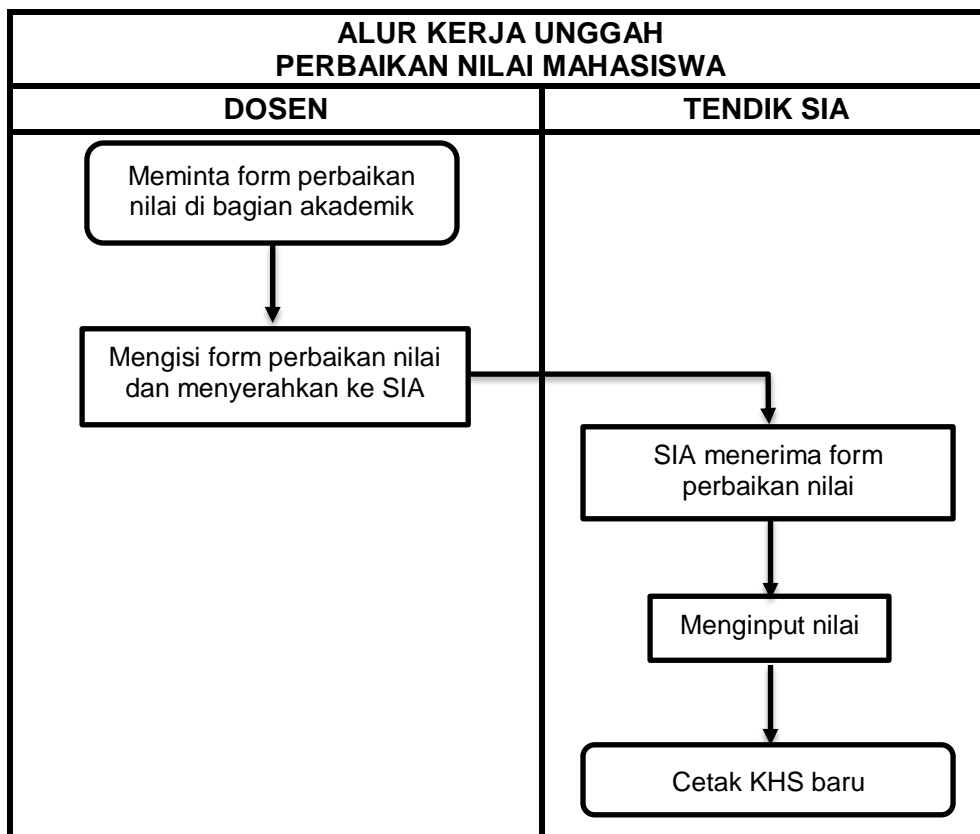 ALUR KERJA UNGGAH
PERBAIKAN NILAI MAHASISWA
DOSEN
TENDIK SIA
Meminta form perbaikan
nilai di bagian akademik
Mengisi form perbaikan nilai
dan menyerahkan ke SIA
SIA menerima form
perbaikan nilai
Menginput nilai
Cetak KHS baru